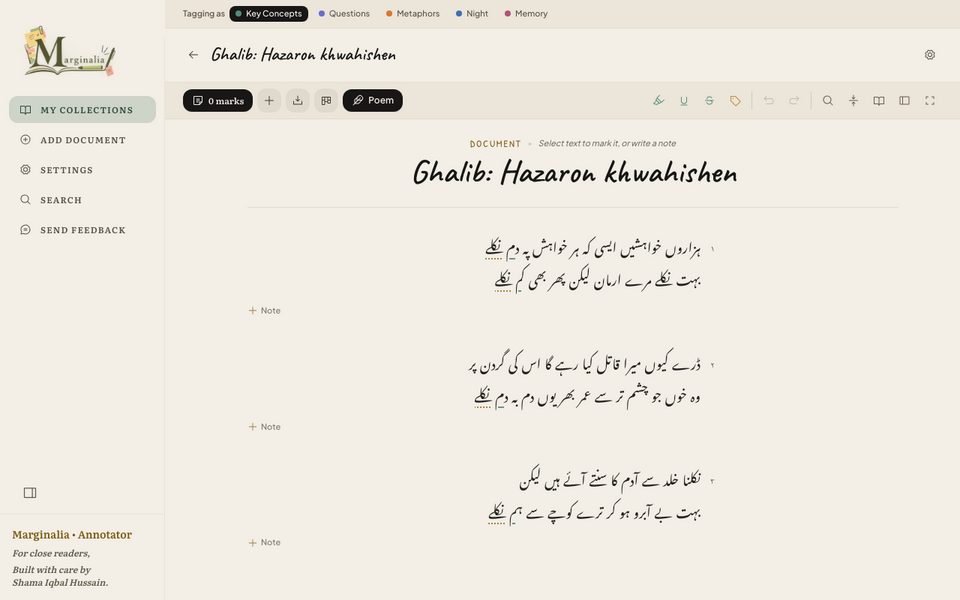 Tagging as Key Concepts Questions Metaphors Night Memory
Marginalia
← Ghalib: Hazaron khwahishen
MY COLLECTIONS
ADD DOCUMENT
SETTINGS
SEARCH
SEND FEEDBACK
0 marks Poem
DOCUMENT • Select text to mark it, or write a note
Ghalib: Hazaron khwahishen
۱ ہزاروں خواہشیں ایسی کہ ہر خواہش پہ دم نکلے
بہت نکلے مرے ارمان لیکن پھر بھی کم نکلے
+ Note
۲ ڈرے کیوں میرا قاتل کیا رہے گا اس کی گردن پر
وہ خوں جو چشم تر سے عمر بھر یوں دم بہ دم نکلے
+ Note
۳ نکلنا خلد سے آدم کا سنتے آئے ہیں لیکن
بہت بے آبرو ہو کر ترے کوچے سے ہم نکلے
+ Note
Marginalia • Annotator
For close readers,
Built with care by
Shama Iqbal Hussain.